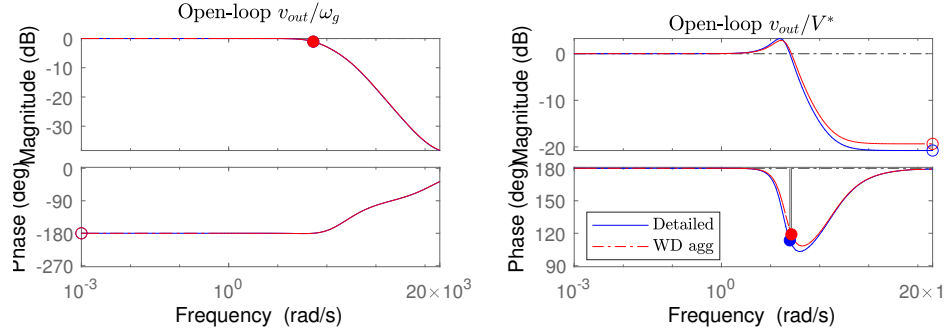 Open-loop v_out/ω_g
Magnitude (dB)
0
-10
-20
-30
Phase (deg)
0
-90
-180
-270
10^-3
10^0
20×10^3
Frequency (rad/s)
Open-loop v_out/V*
Magnitude (dB)
0
-10
-20
Phase (deg)
180
150
120
90
Detailed
WD agg
10^-3
10^0
20×1
Frequency (rad/s)